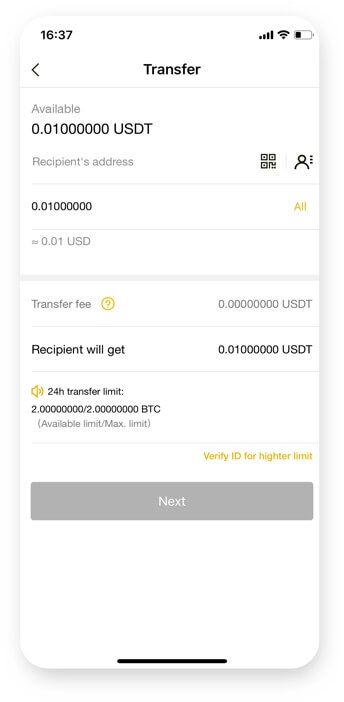 16:37
Transfer
Available
0.01000000 USDT
Recipient's address
0.01000000 All
≈ 0.01 USD
Transfer fee ? 0.00000000 USDT
Recipient will get 0.01000000 USDT
24h transfer limit:
2.00000000/2.00000000 BTC
(Available limit/Max. limit)
Verify ID for highter limit
Next